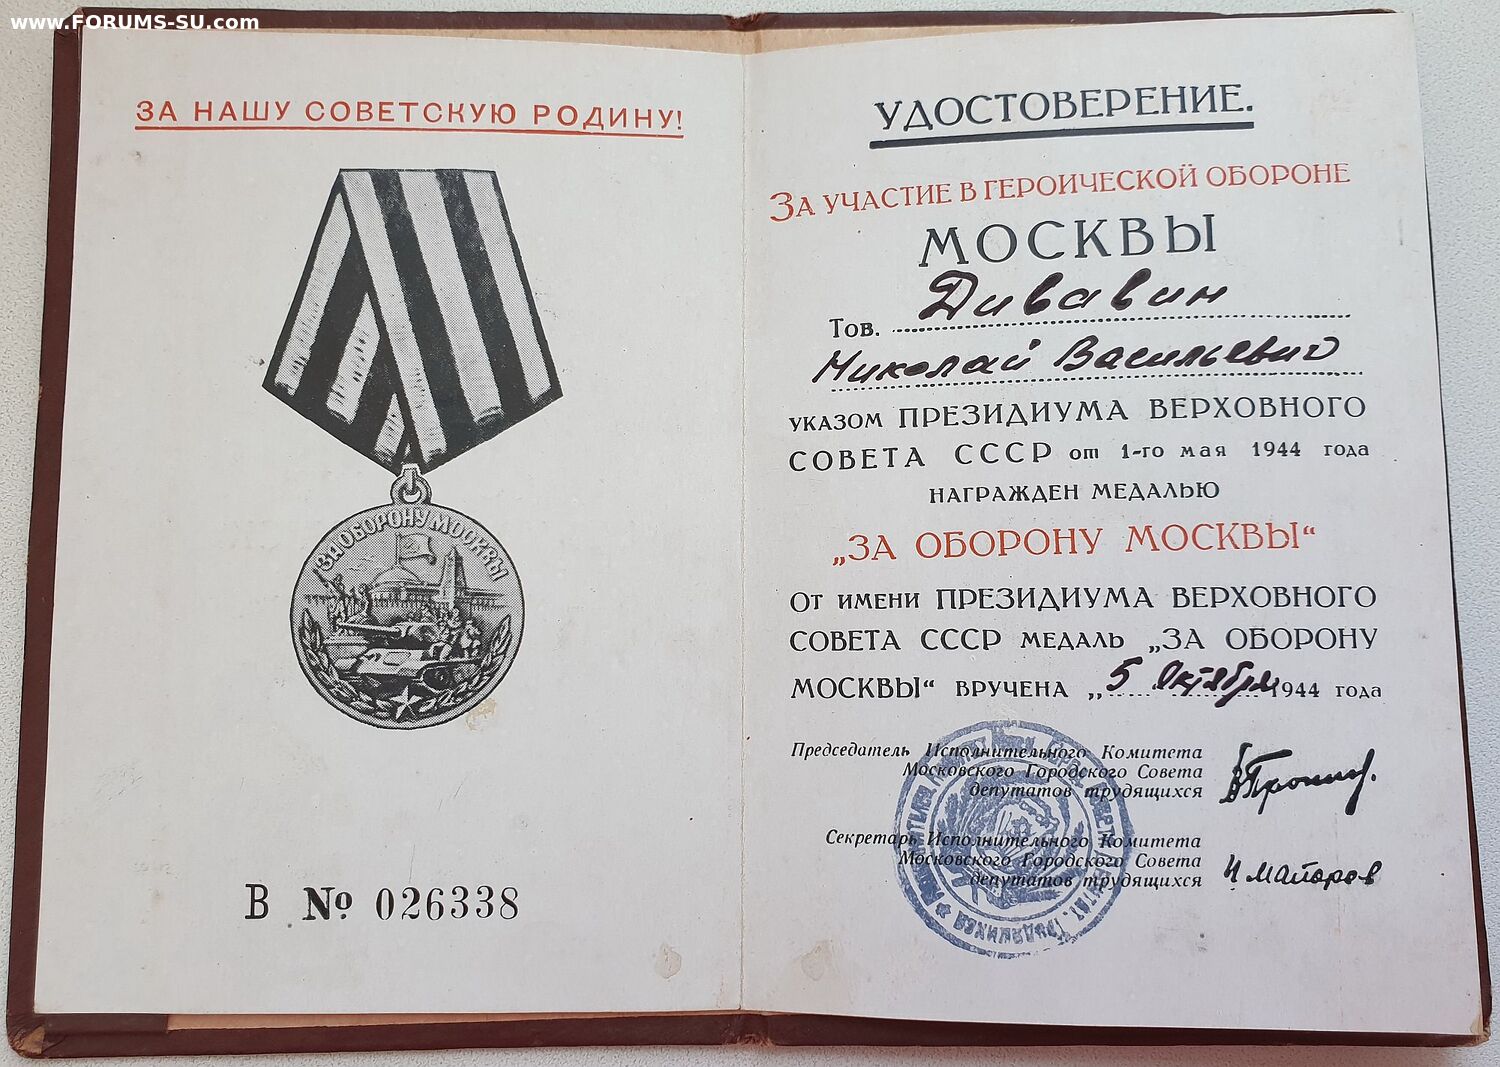 www.FORUMS-SU.com
ЗА НАШУ СОВЕТСКУЮ РОДИНУ!
ЗА ОБОРОНУ МОСКВЫ
В № 026338
УДОСТОВЕРЕНИЕ.
ЗА УЧАСТИЕ В ГЕРОИЧЕСКОЙ ОБОРОНЕ
МОСКВЫ
Тов. Дивавин
Николай Васильевич
УКАЗОМ ПРЕЗИДИУМА ВЕРХОВНОГО
СОВЕТА СССР от 1-го мая 1944 года
НАГРАЖДЕН МЕДАЛЬЮ
„ЗА ОБОРОНУ МОСКВЫ“
ОТ ИМЕНИ ПРЕЗИДИУМА ВЕРХОВНОГО
СОВЕТА СССР МЕДАЛЬ „ЗА ОБОРОНУ
МОСКВЫ“ ВРУЧЕНА „5 Октября 1944 года
Председатель Исполнительного Комитета
Московского Городского Совета
депутатов трудящихся
В Пронин.
Секретарь Исполнительного Комитета
Московского Городского Совета
депутатов трудящихся
И Майоров